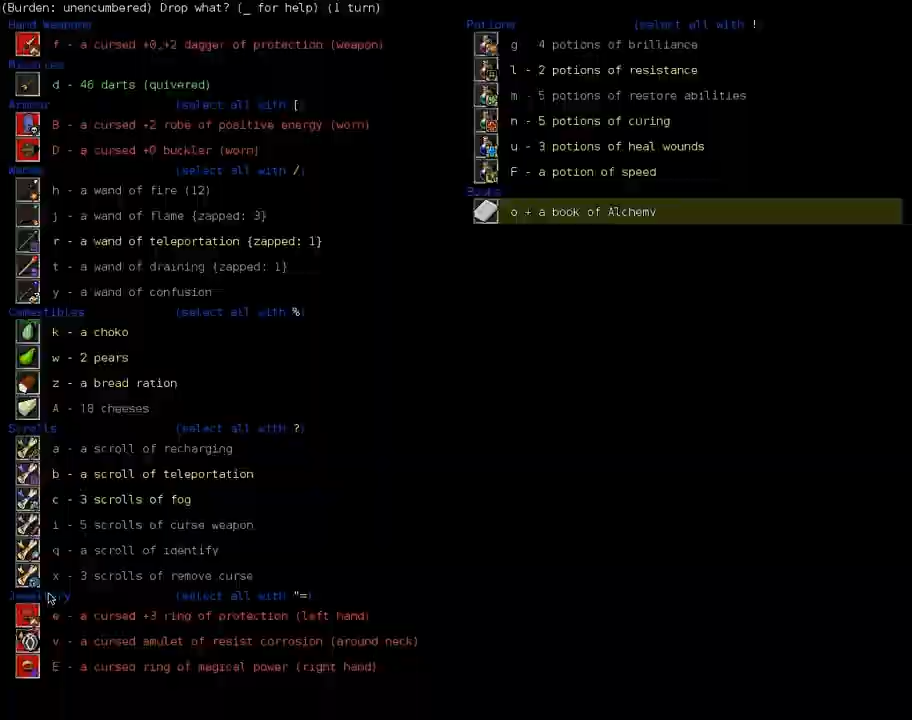 (Burden: unencumbered) Drop what? (_ for help) (1 turn)
Hand Weapons
f - a cursed +0,+2 dagger of protection (weapon)
Missiles
d - 46 darts (quivered)
Armour (select all with [)
B - a cursed +2 robe of positive energy (worn)
D - a cursed +0 buckler (worn)
Wands (select all with /)
h - a wand of fire (12)
j - a wand of flame {zapped: 3}
r - a wand of teleportation {zapped: 1}
t - a wand of draining {zapped: 1}
y - a wand of confusion
Comestibles (select all with %)
k - a choko
w - 2 pears
z - a bread ration
A - 18 cheeses
Scrolls (select all with ?)
a - a scroll of recharging
b - a scroll of teleportation
c - 3 scrolls of fog
i - 5 scrolls of curse weapon
q - a scroll of identify
x - 3 scrolls of remove curse
Jewellery (select all with "=)
e - a cursed +3 ring of protection (left hand)
v - a cursed amulet of resist corrosion (around neck)
E - a cursed ring of magical power (right hand)
Potions (select all with !)
g - 4 potions of brilliance
l - 2 potions of resistance
m - 5 potions of restore abilities
n - 5 potions of curing
u - 3 potions of heal wounds
F - a potion of speed
Books
o + a book of Alchemy